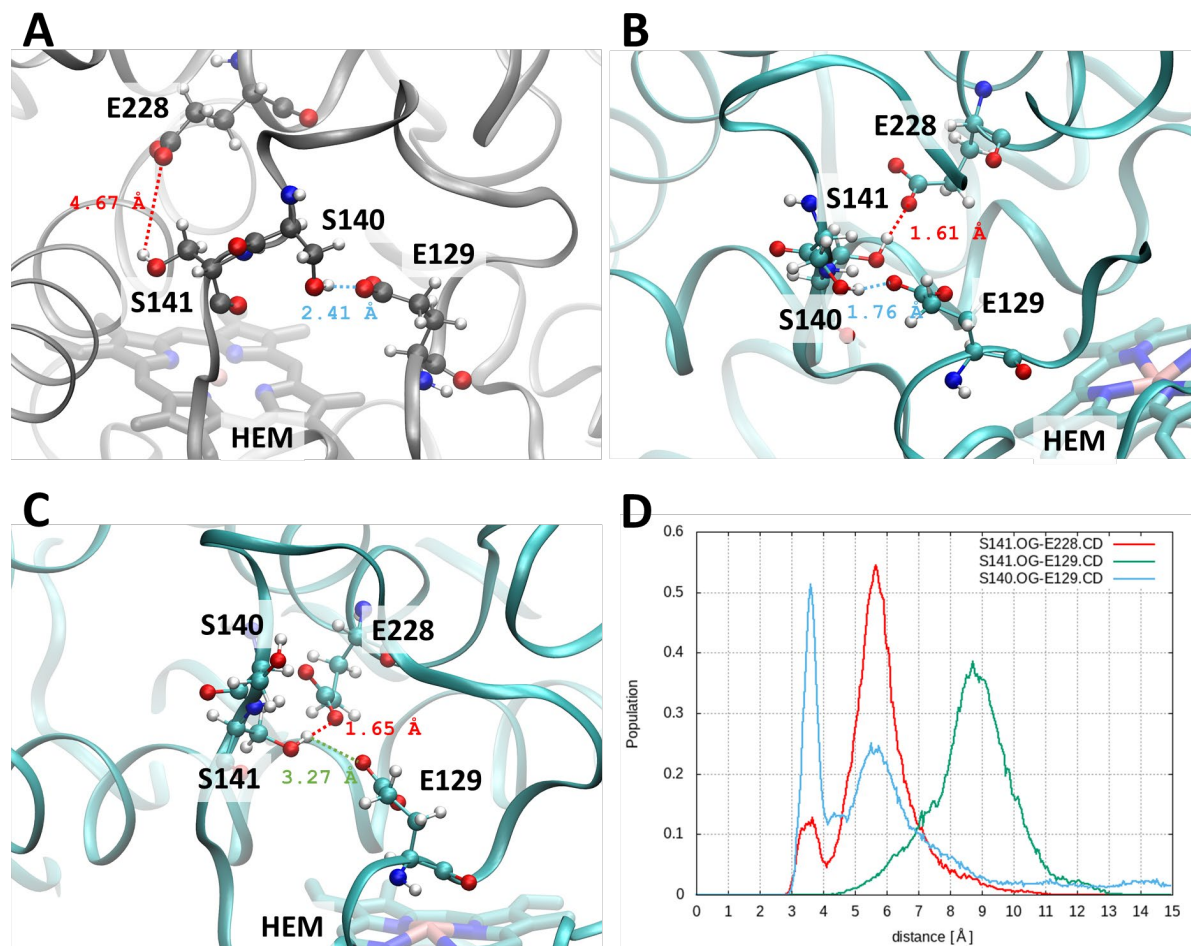 A
E228
4.67 Å
S140
E129
S141
2.41 Å
HEM
B
E228
S141
1.61 Å
S140
1.76 Å
E129
HEM
C
S140
E228
1.65 Å
S141
3.27 Å
E129
HEM
D
0.6
0.5
0.4
0.3
0.2
0.1
0
Population
S141.OG-E228.CD
S141.OG-E129.CD
S140.OG-E129.CD
0 1 2 3 4 5 6 7 8 9 10 11 12 13 14 15
distance [Å]